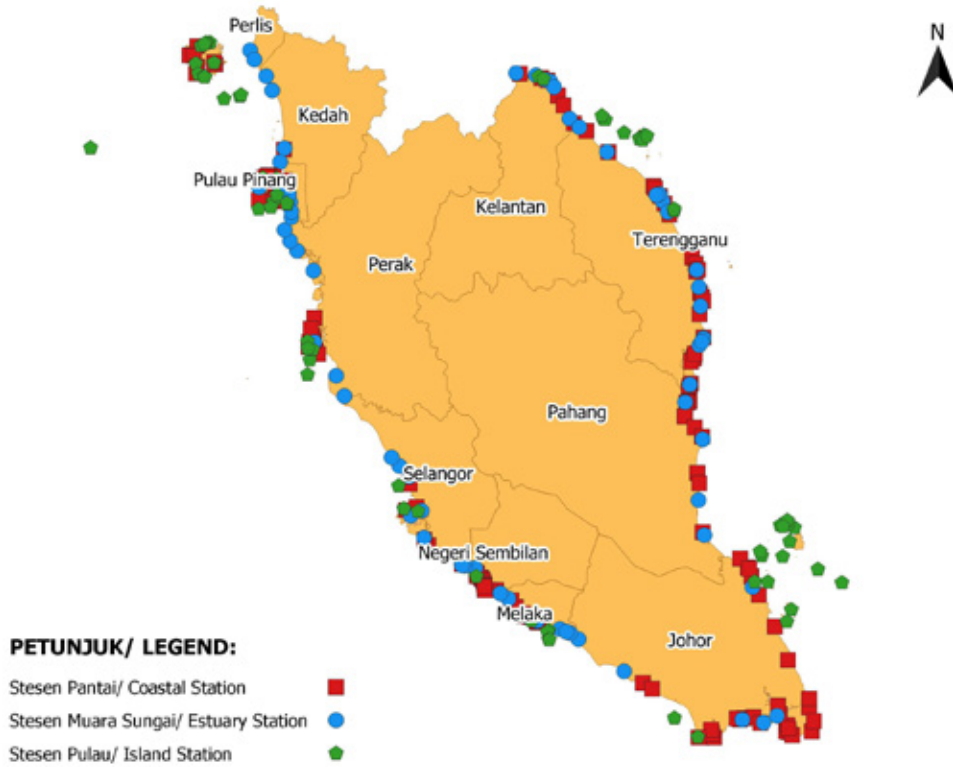 Perlis
N
Kedah
Pulau Pinang
Kelantan
Terengganu
Perak
Pahang
Selangor
Negeri Sembilan
Melaka
Johor
PETUNJUK/ LEGEND:
Stesen Pantai/ Coastal Station
Stesen Muara Sungai/ Estuary Station
Stesen Pulau/ Island Station